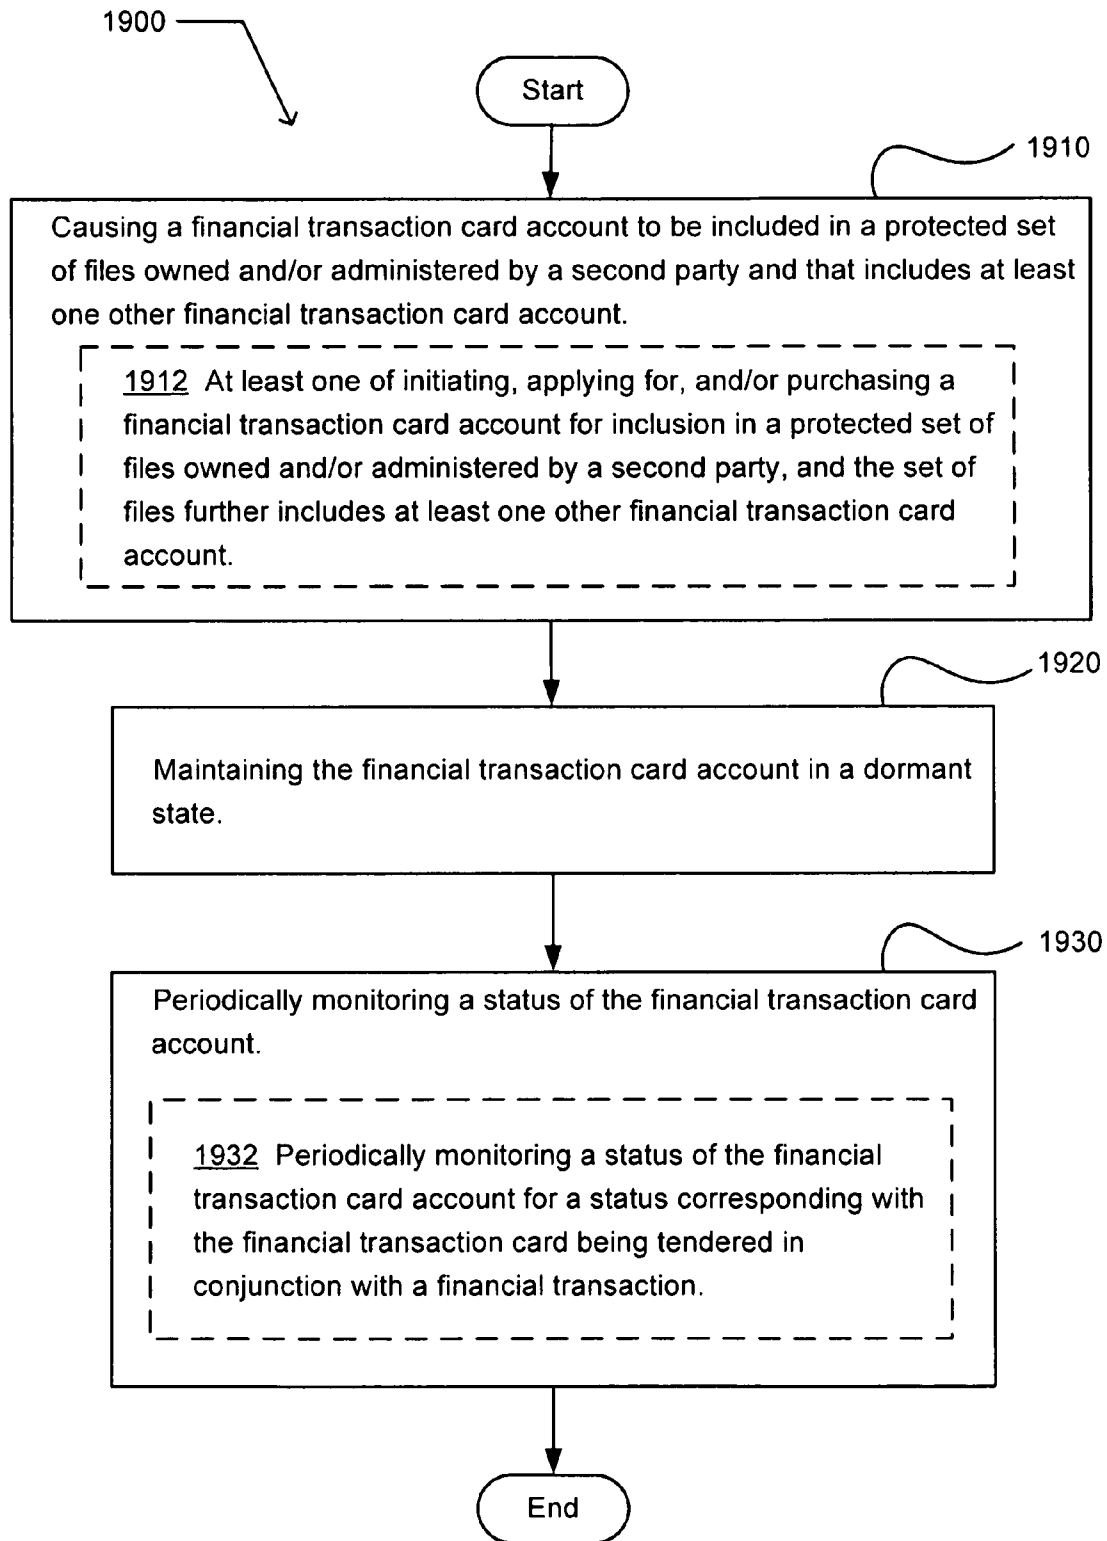 1900
Start
1910
Causing a financial transaction card account to be included in a protected set
of files owned and/or administered by a second party and that includes at least
one other financial transaction card account.
1912 At least one of initiating, applying for, and/or purchasing a
financial transaction card account for inclusion in a protected set of
files owned and/or administered by a second party, and the set of
files further includes at least one other financial transaction card
account.
1920
Maintaining the financial transaction card account in a dormant
state.
1930
Periodically monitoring a status of the financial transaction card
account.
1932 Periodically monitoring a status of the financial
transaction card account for a status corresponding with
the financial transaction card being tendered in
conjunction with a financial transaction.
End